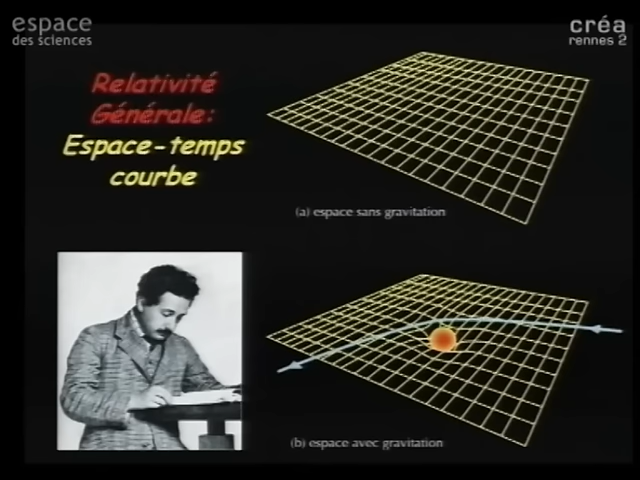 espace
des sciences
créa
rennes 2
Relativité
Générale:
Espace-temps
courbe
(a) espace sans gravitation
(b) espace avec gravitation